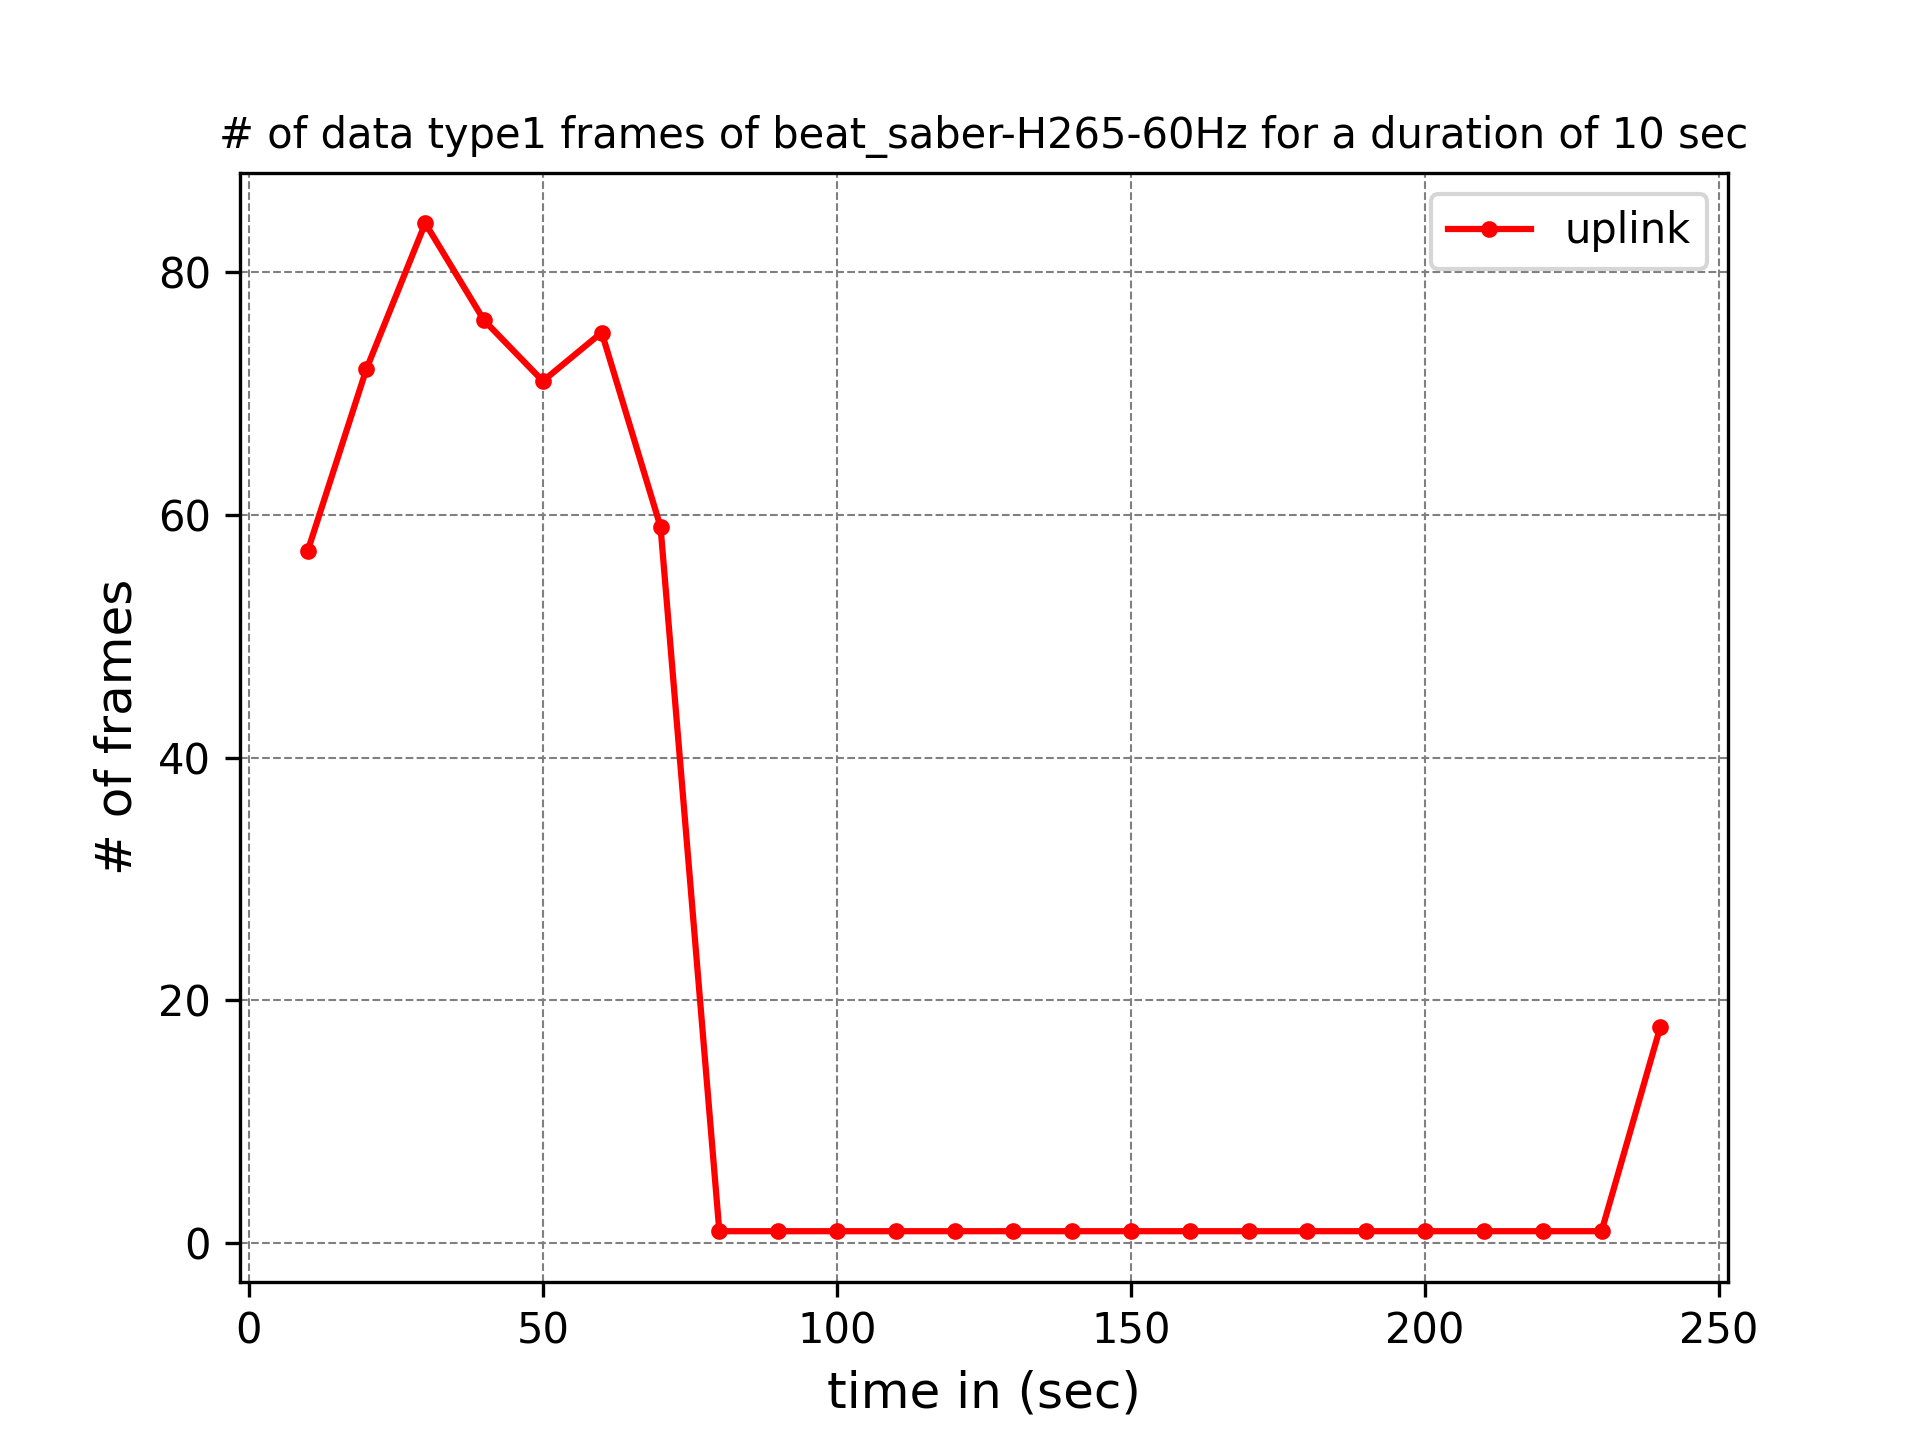 # of data type1 frames of beat_saber-H265-60Hz for a duration of 10 sec
uplink
80
60
40
20
0
# of frames
0 50 100 150 200 250
time in (sec)